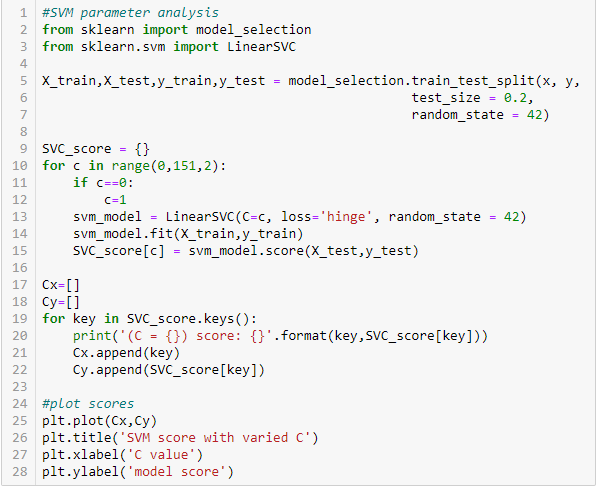 1 #SVM parameter analysis
2 from sklearn import model_selection
3 from sklearn.svm import LinearSVC
4
5 X_train,X_test,y_train,y_test = model_selection.train_test_split(x, y,
6                                                 test_size = 0.2,
7                                                 random_state = 42)
8
9 SVC_score = {}
10 for c in range(0,151,2):
11     if c==0:
12         c=1
13     svm_model = LinearSVC(C=c, loss='hinge', random_state = 42)
14     svm_model.fit(X_train,y_train)
15     SVC_score[c] = svm_model.score(X_test,y_test)
16
17 Cx=[]
18 Cy=[]
19 for key in SVC_score.keys():
20     print('(C = {}) score: {}'.format(key,SVC_score[key]))
21     Cx.append(key)
22     Cy.append(SVC_score[key])
23
24 #plot scores
25 plt.plot(Cx,Cy)
26 plt.title('SVM score with varied C')
27 plt.xlabel('C value')
28 plt.ylabel('model score')